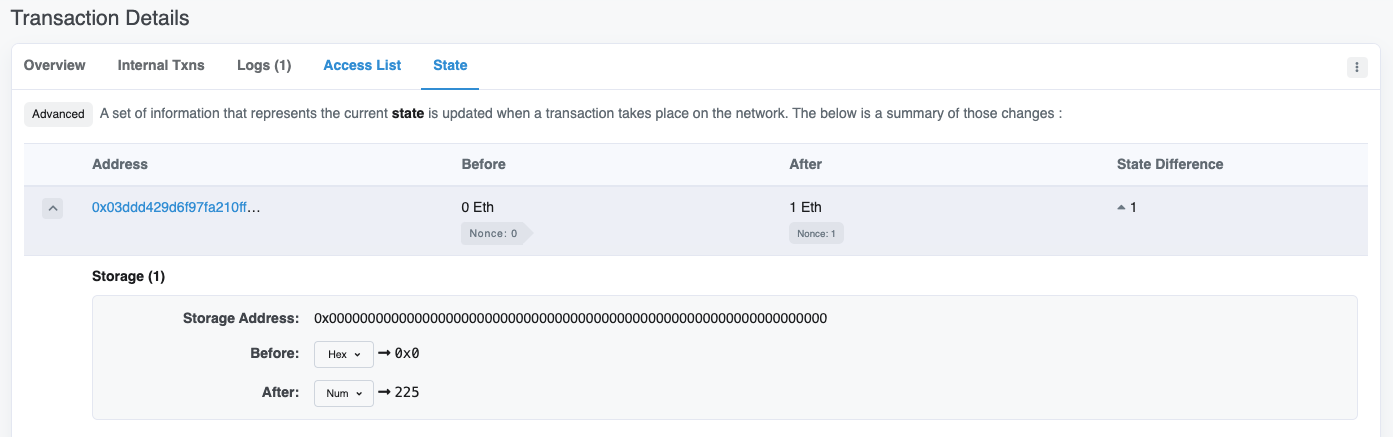 Transaction Details
Overview Internal Txns Logs (1) Access List State
Advanced A set of information that represents the current state is updated when a transaction takes place on the network. The below is a summary of those changes :
Address Before After State Difference
0x03ddd429d6f97fa210ff... 0 Eth 1 Eth 1
Nonce: 0 Nonce: 1
Storage (1)
Storage Address: 0x0000000000000000000000000000000000000000000000000000000000000000
Before: Hex → 0x0
After: Num → 225